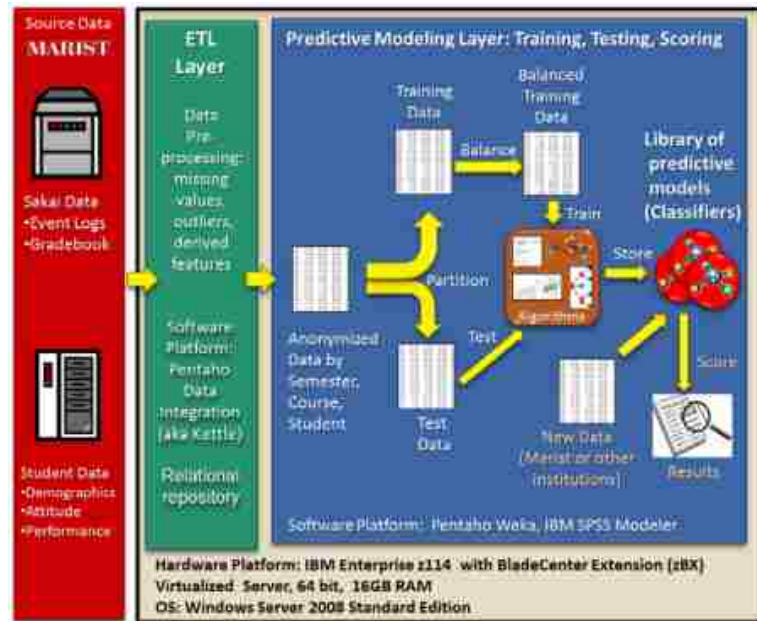 Source Data
MARIST
Sakai Data
•Event Logs
•Gradebook
Student Data
•Demographics
•Attitude
•Performance
ETL
Layer
Data
Pre-
processing:
missing
values,
outliers,
derived
features
Software
Platform:
Pentaho
Data
Integration
(aka Kettle)
Relational
repository
Predictive Modeling Layer: Training, Testing, Scoring
Training
Data
Balance
Balanced
Training
Data
Train
Library of
predictive
models
(Classifiers)
Partition
Algorithms
Store
Anonymized
Data by
Semester,
Course,
Student
Test
Test
Data
New Data
(Marist or other
institutions)
Score
Results
Software Platform: Pentaho Weka, IBM SPSS Modeler
Hardware Platform: IBM Enterprise z114 with BladeCenter Extension (zBX)
Virtualized Server, 64 bit, 16GB RAM
OS: Windows Server 2008 Standard Edition